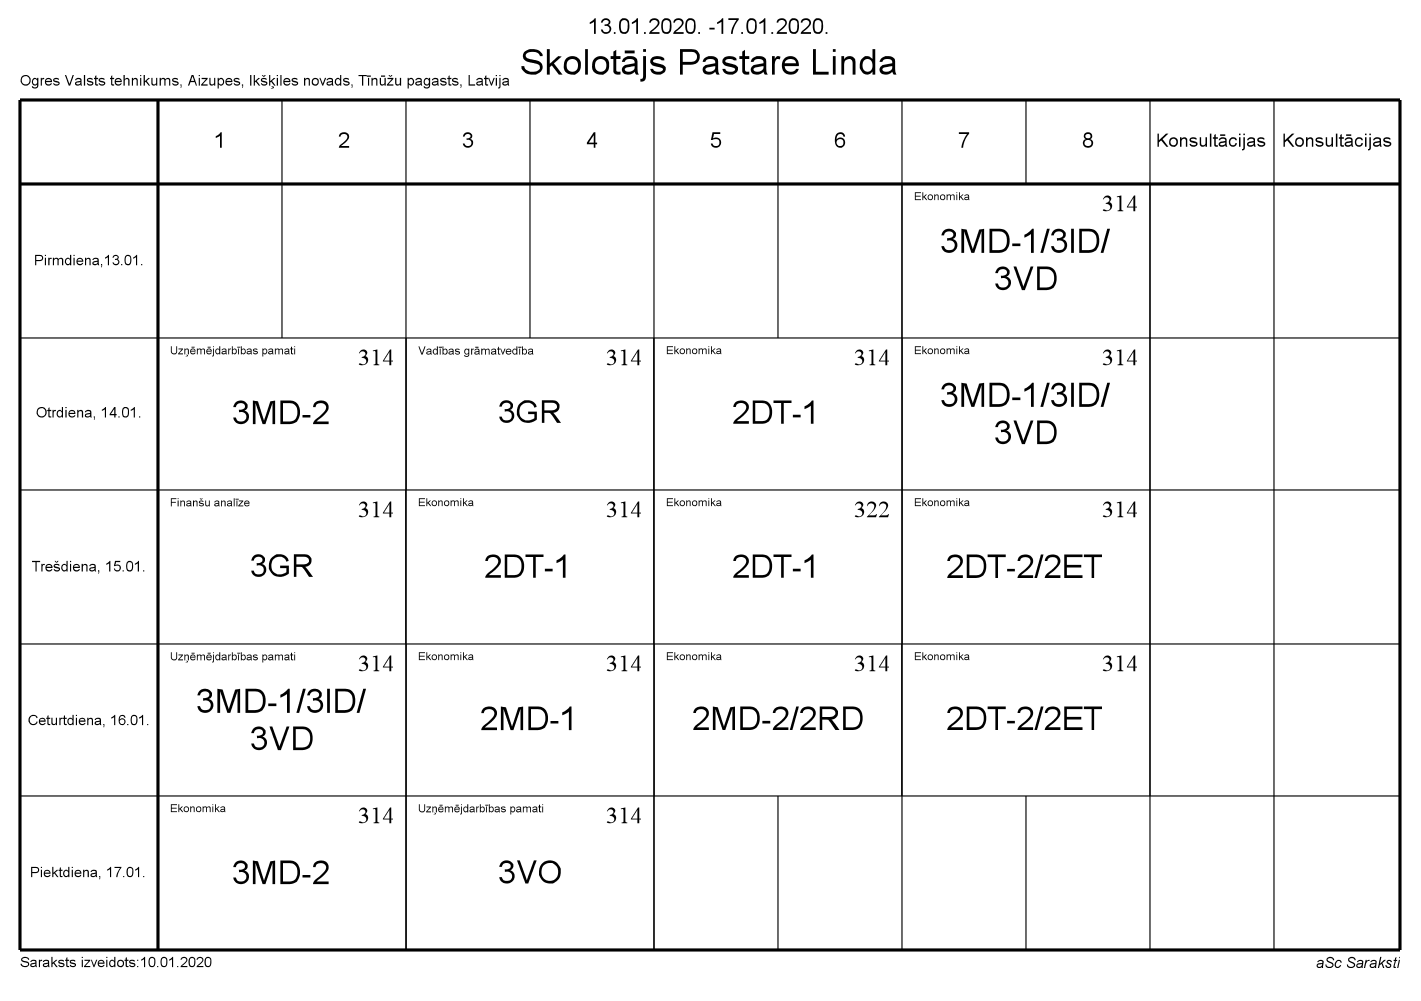 13.01.2020. -17.01.2020.
Skolotājs Pastare Linda
Ogres Valsts tehnikums, Aizupes, Ikšķiles novads, Tīnūžu pagasts, Latvija
1 2 3 4 5 6 7 8 Konsultācijas Konsultācijas
Pirmdiena,13.01.
Ekonomika 314
3MD-1/3ID/
3VD
Otrdiena, 14.01.
Uzņēmējdarbības pamati 314
3MD-2
Vadības grāmatvedība 314
3GR
Ekonomika 314
2DT-1
Ekonomika 314
3MD-1/3ID/
3VD
Trešdiena, 15.01.
Finanšu analīze 314
3GR
Ekonomika 314
2DT-1
Ekonomika 322
2DT-1
Ekonomika 314
2DT-2/2ET
Ceturtdiena, 16.01.
Uzņēmējdarbības pamati 314
3MD-1/3ID/
3VD
Ekonomika 314
2MD-1
Ekonomika 314
2MD-2/2RD
Ekonomika 314
2DT-2/2ET
Piektdiena, 17.01.
Ekonomika 314
3MD-2
Uzņēmējdarbības pamati 314
3VO
Saraksts izveidots:10.01.2020
aSc Saraksti